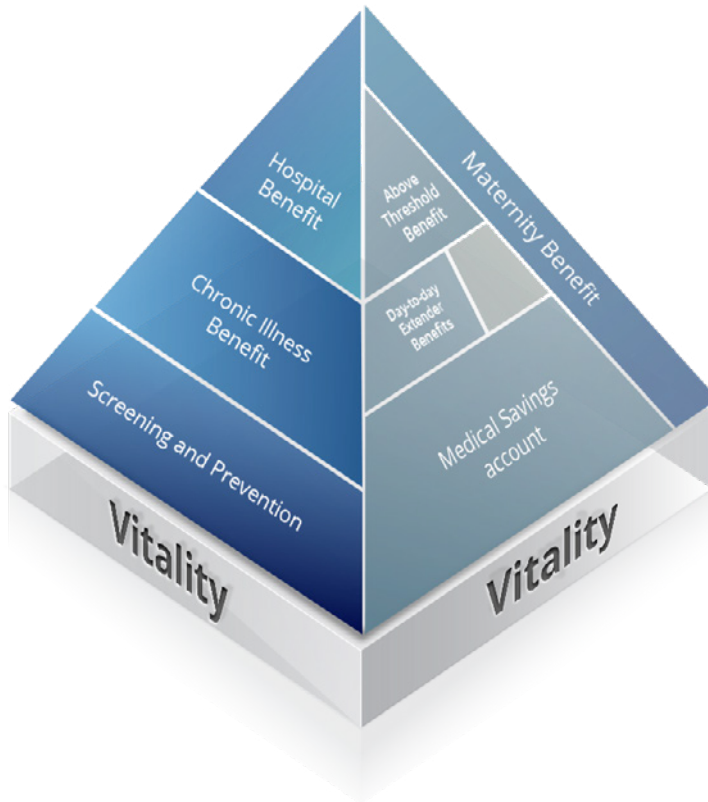 Hospital
Benefit
Chronic Illness
Benefit
Screening and Prevention
Vitality
Maternity Benefit
Above
Threshold
Benefit
Day-to-day
Extender
Benefits
Medical Savings
account
Vitality